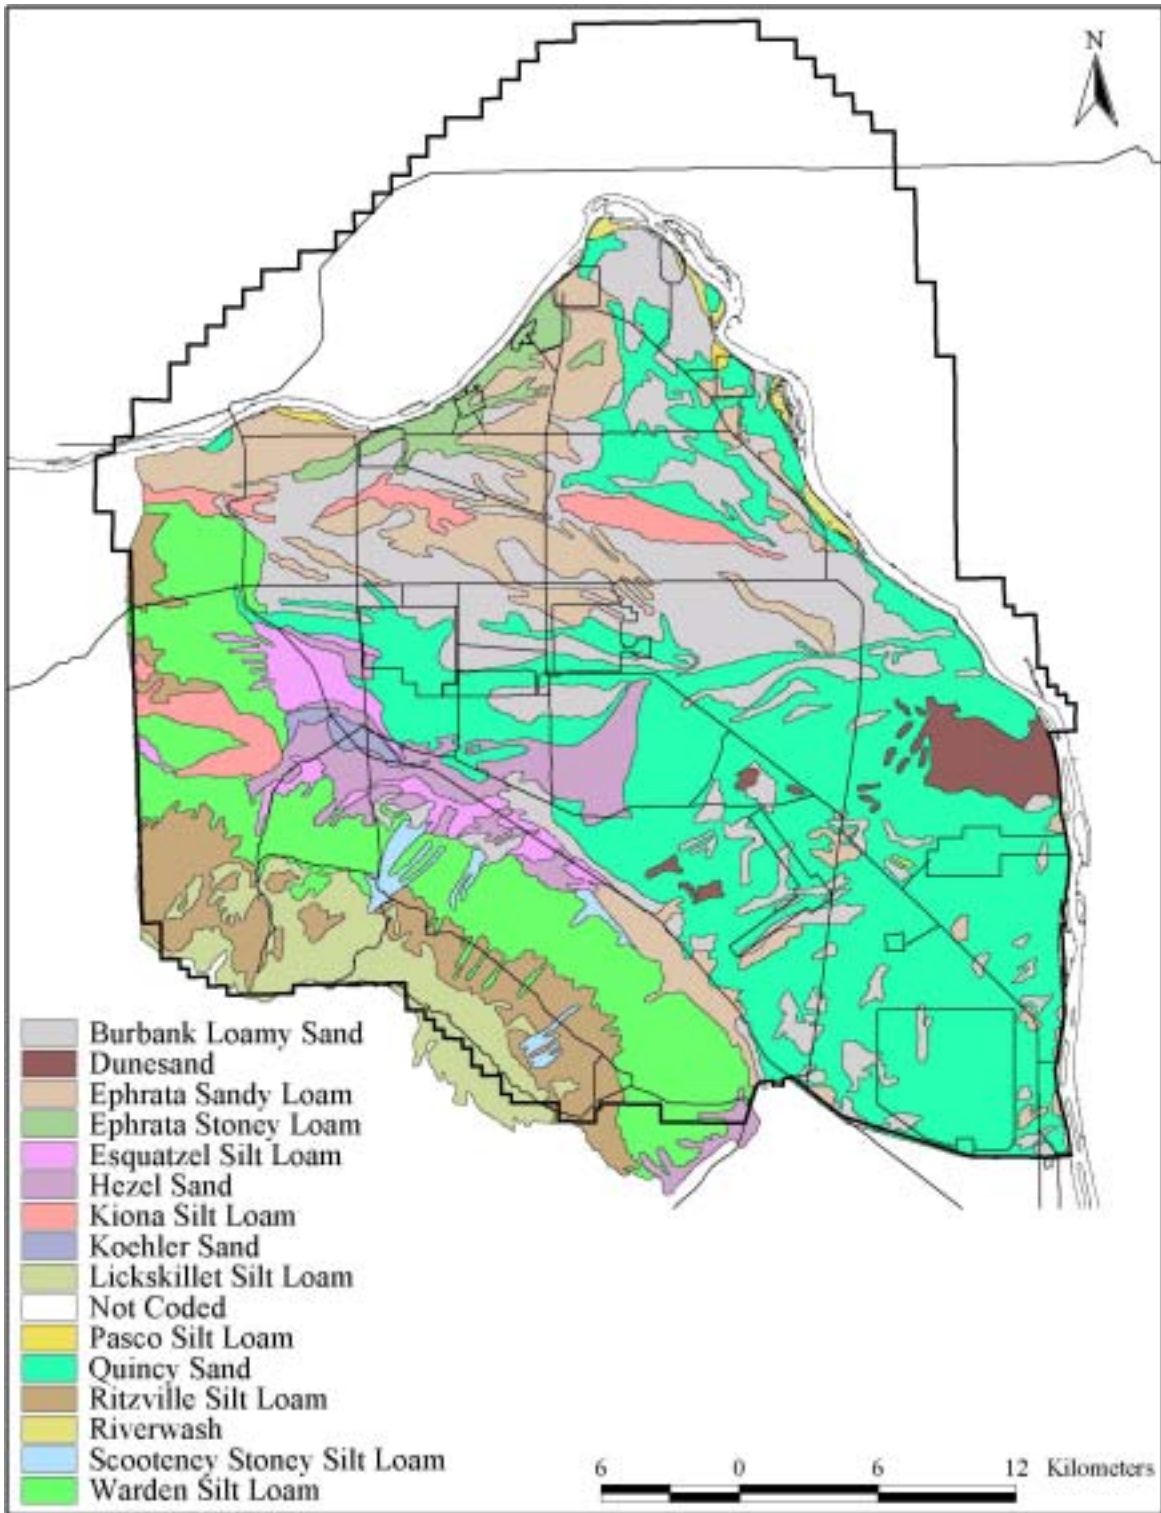 N
Burbank Loamy Sand
Dunesand
Ephrata Sandy Loam
Ephrata Stoney Loam
Esquatzel Silt Loam
Hezel Sand
Kiona Silt Loam
Koehler Sand
Lickskillet Silt Loam
Not Coded
Pasco Silt Loam
Quincy Sand
Ritzville Silt Loam
Riverwash
Scooteney Stoney Silt Loam
Warden Silt Loam
6 0 6 12 Kilometers